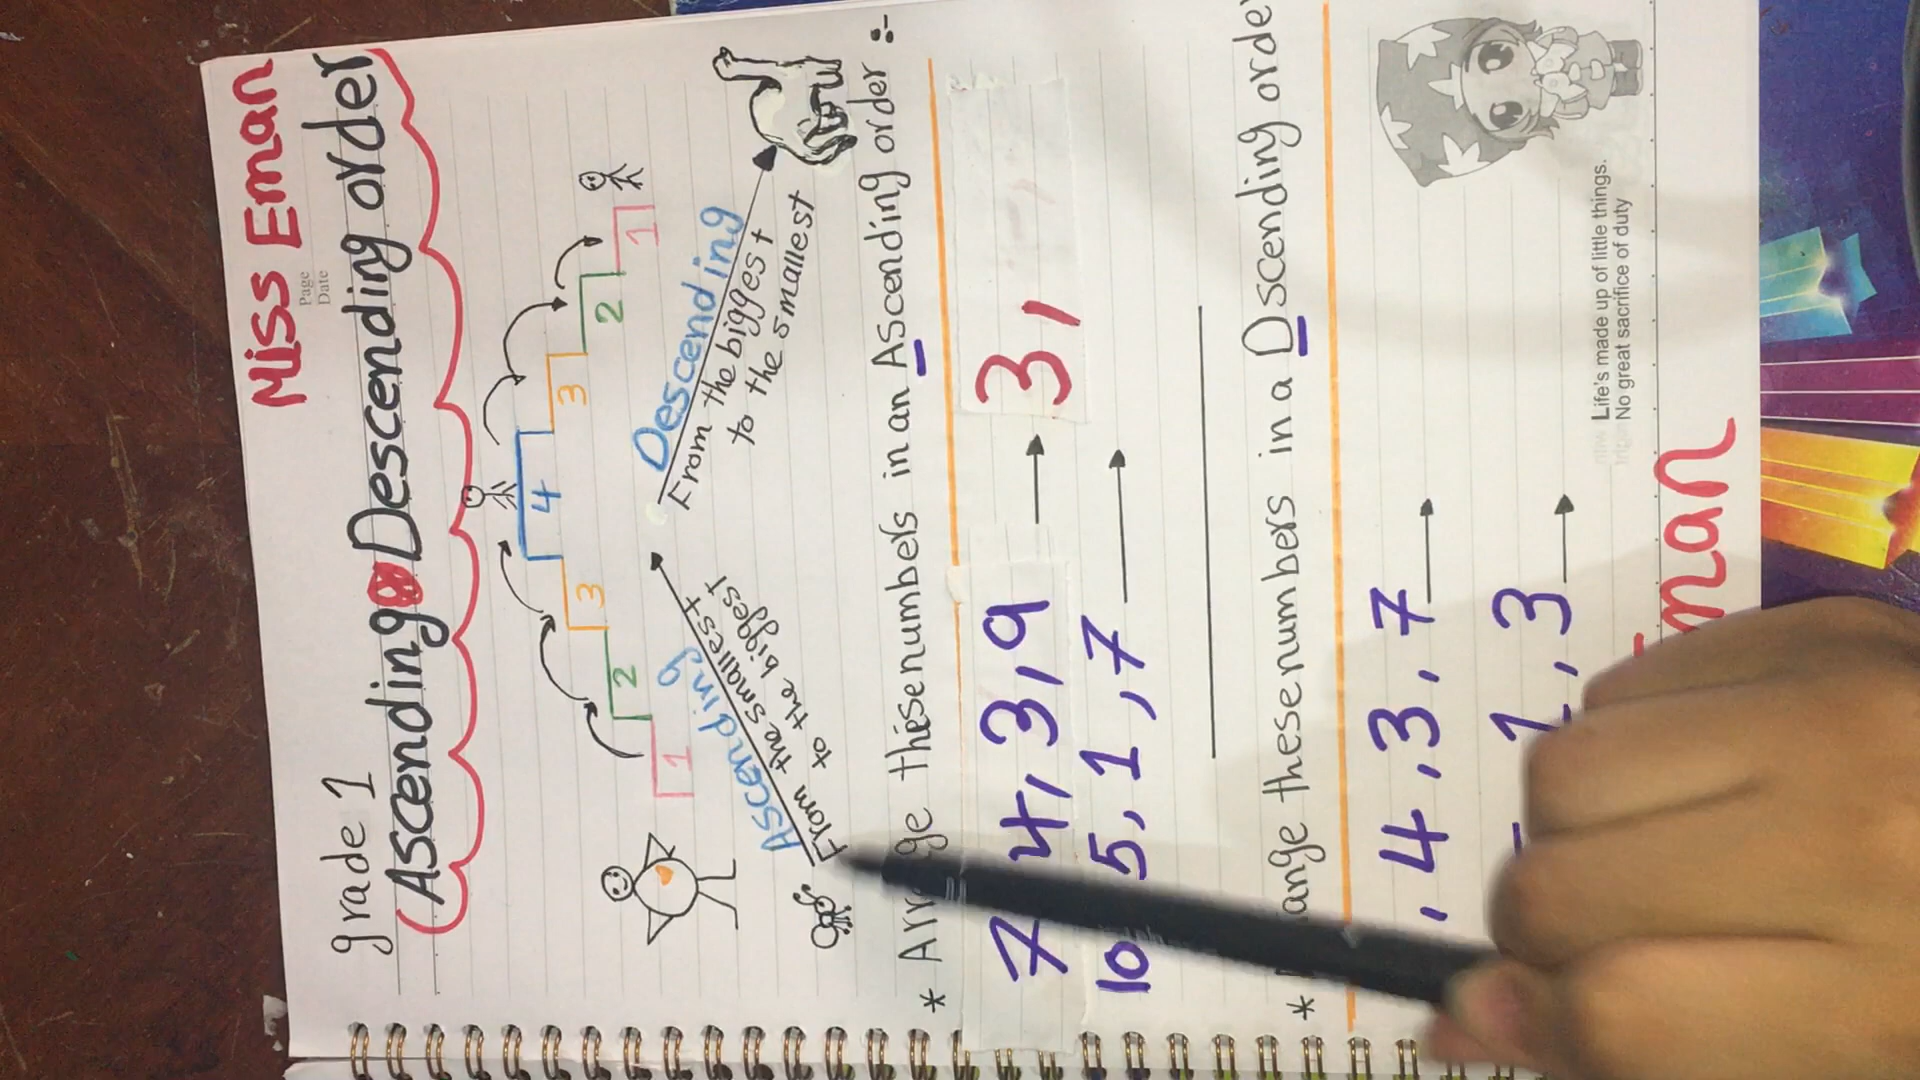 Miss Eman
Page
Date
grade 1
Ascending Descending order
4
3 3
2 2
1 1
Ascending
From the smallest
to the biggest
Descending
From the biggest
to the smallest
* Arr ge these numbers in an Ascending order :-
7 4, 3, 9 → 3,
10 5, 1, 7 →
* ange these numbers in a Dscending orde
, 4, 3, 7 →
1, 3 →
Life's made up of little things.
No great sacrifice of duty
man